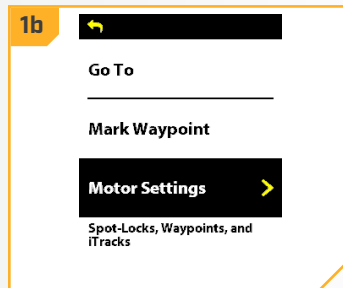 1b
Go To
Mark Waypoint
Motor Settings
Spot-Locks, Waypoints, and
iTracks